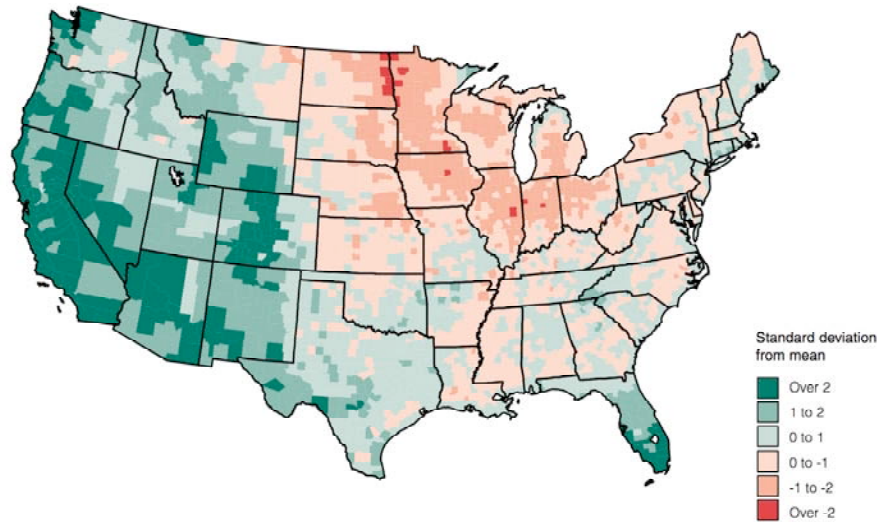 Standard deviation
from mean
Over 2
1 to 2
0 to 1
0 to -1
-1 to -2
Over -2